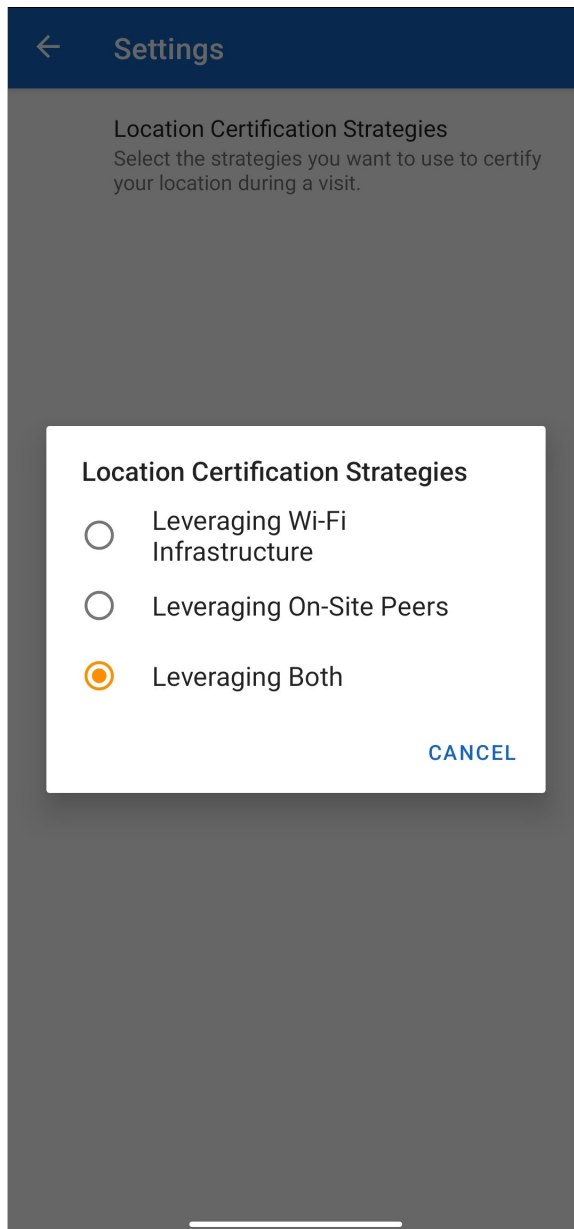 Settings
Location Certification Strategies
Select the strategies you want to use to certify
your location during a visit.
Location Certification Strategies
Leveraging Wi-Fi
Infrastructure
Leveraging On-Site Peers
Leveraging Both
CANCEL